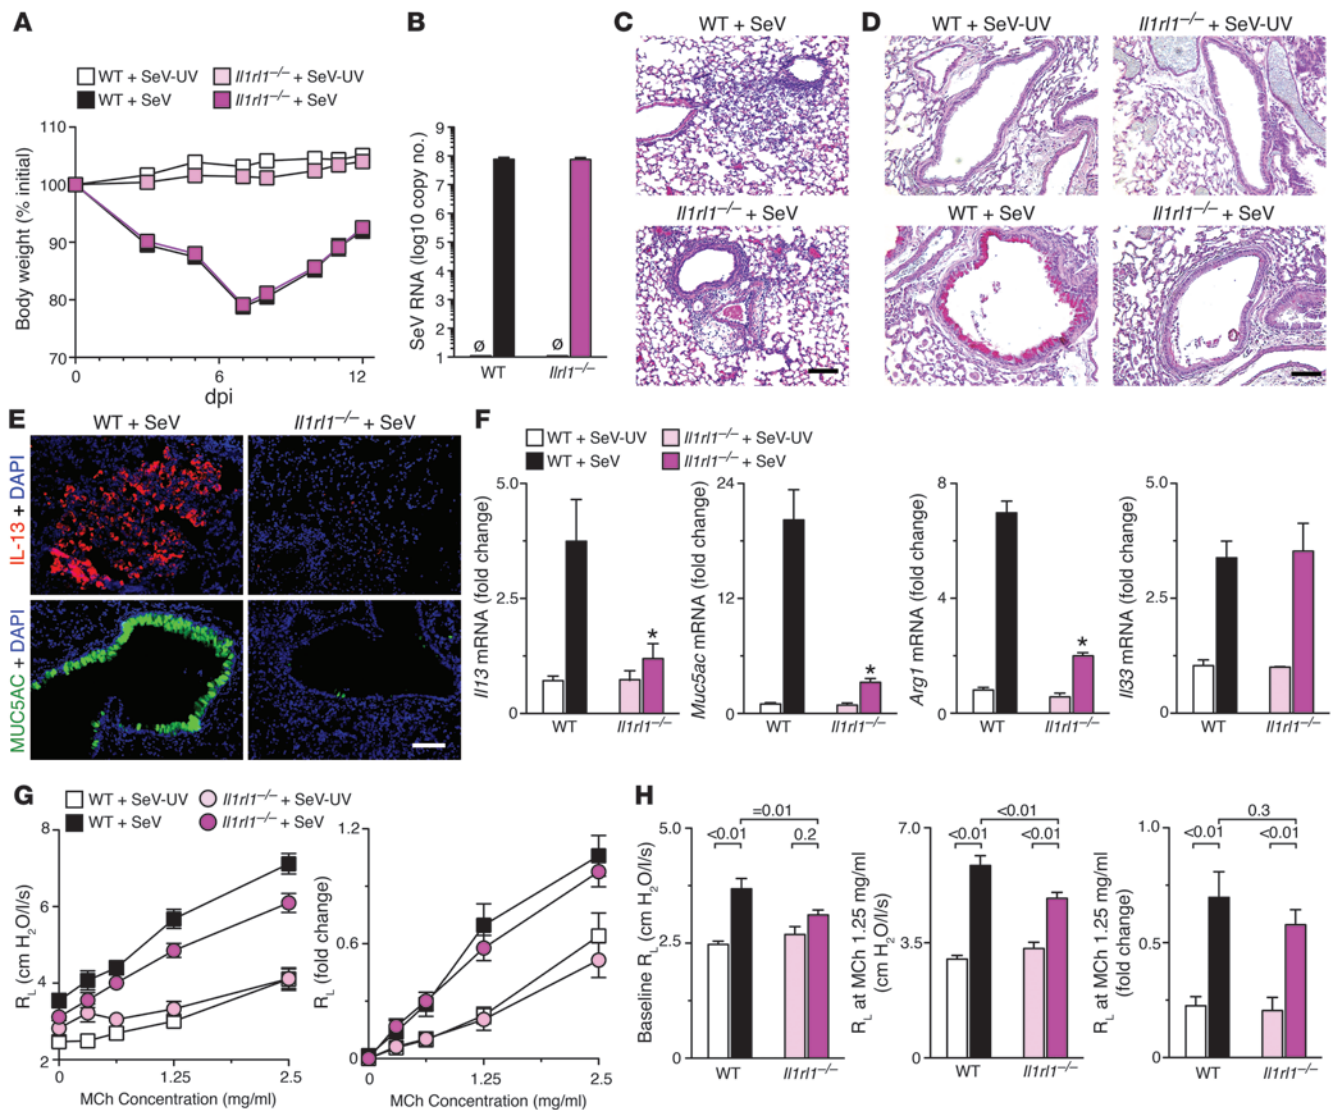 A
WT + SeV-UV
Il1rl1–/– + SeV-UV
WT + SeV
Il1rl1–/– + SeV
Body weight (% initial)
110
100
90
80
70
0
6
12
dpi
B
SeV RNA (log10 copy no.)
9
8
7
6
5
4
3
2
1
Ø
Ø
WT
Ilrl1–/–
C
WT + SeV
Il1rl1–/– + SeV
D
WT + SeV-UV
Il1rl1–/– + SeV-UV
WT + SeV
Il1rl1–/– + SeV
E
WT + SeV
Il1rl1–/– + SeV
IL-13 + DAPI
MUC5AC + DAPI
F
WT + SeV-UV
Il1rl1–/– + SeV-UV
WT + SeV
Il1rl1–/– + SeV
Il13 mRNA (fold change)
5.0
2.5
0
*
WT
Il1rl1–/–
Muc5ac mRNA (fold change)
24
12
0
*
WT
Il1rl1–/–
Arg1 mRNA (fold change)
8
4
0
*
WT
Il1rl1–/–
Il33 mRNA (fold change)
5.0
2.5
0
WT
Il1rl1–/–
G
WT + SeV-UV
Il1rl1–/– + SeV-UV
WT + SeV
Il1rl1–/– + SeV
RL (cm H2O/l/s)
8
6
4
2
0
1.25
2.5
MCh Concentration (mg/ml)
RL (fold change)
1.2
0.6
0
0
1.25
2.5
MCh Concentration (mg/ml)
H
Baseline RL (cm H2O/l/s)
5.0
2.5
0
=0.01
<0.01
0.2
WT
Il1rl1–/–
RL at MCh 1.25 mg/ml
(cm H2O/l/s)
7.0
3.5
0
<0.01
<0.01
<0.01
WT
Il1rl1–/–
RL at MCh 1.25 mg/ml
(fold change)
1.0
0.5
0
0.3
<0.01
<0.01
WT
Il1rl1–/–